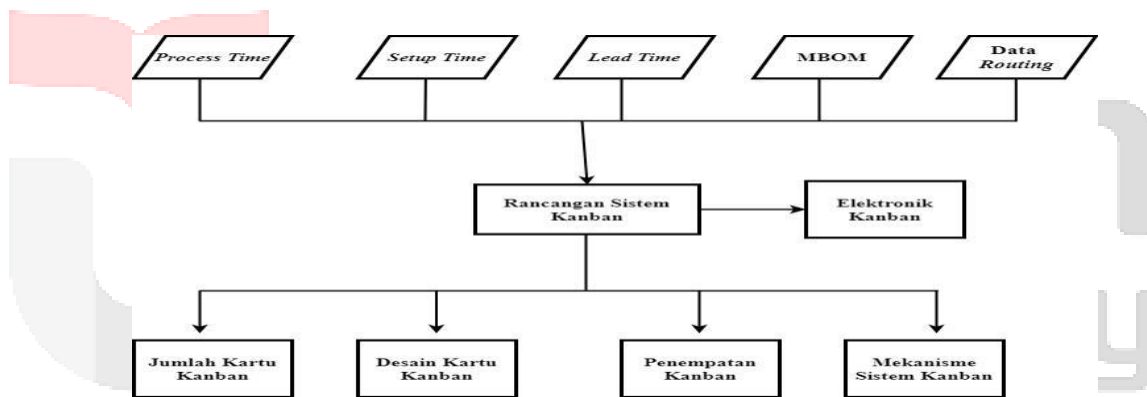 Process Time
Setup Time
Lead Time
MBOM
Data
Routing
Rancangan Sistem
Kanban
Elektronik
Kanban
Jumlah Kartu
Kanban
Desain Kartu
Kanban
Penempatan
Kanban
Mekanisme
Sistem Kanban
y